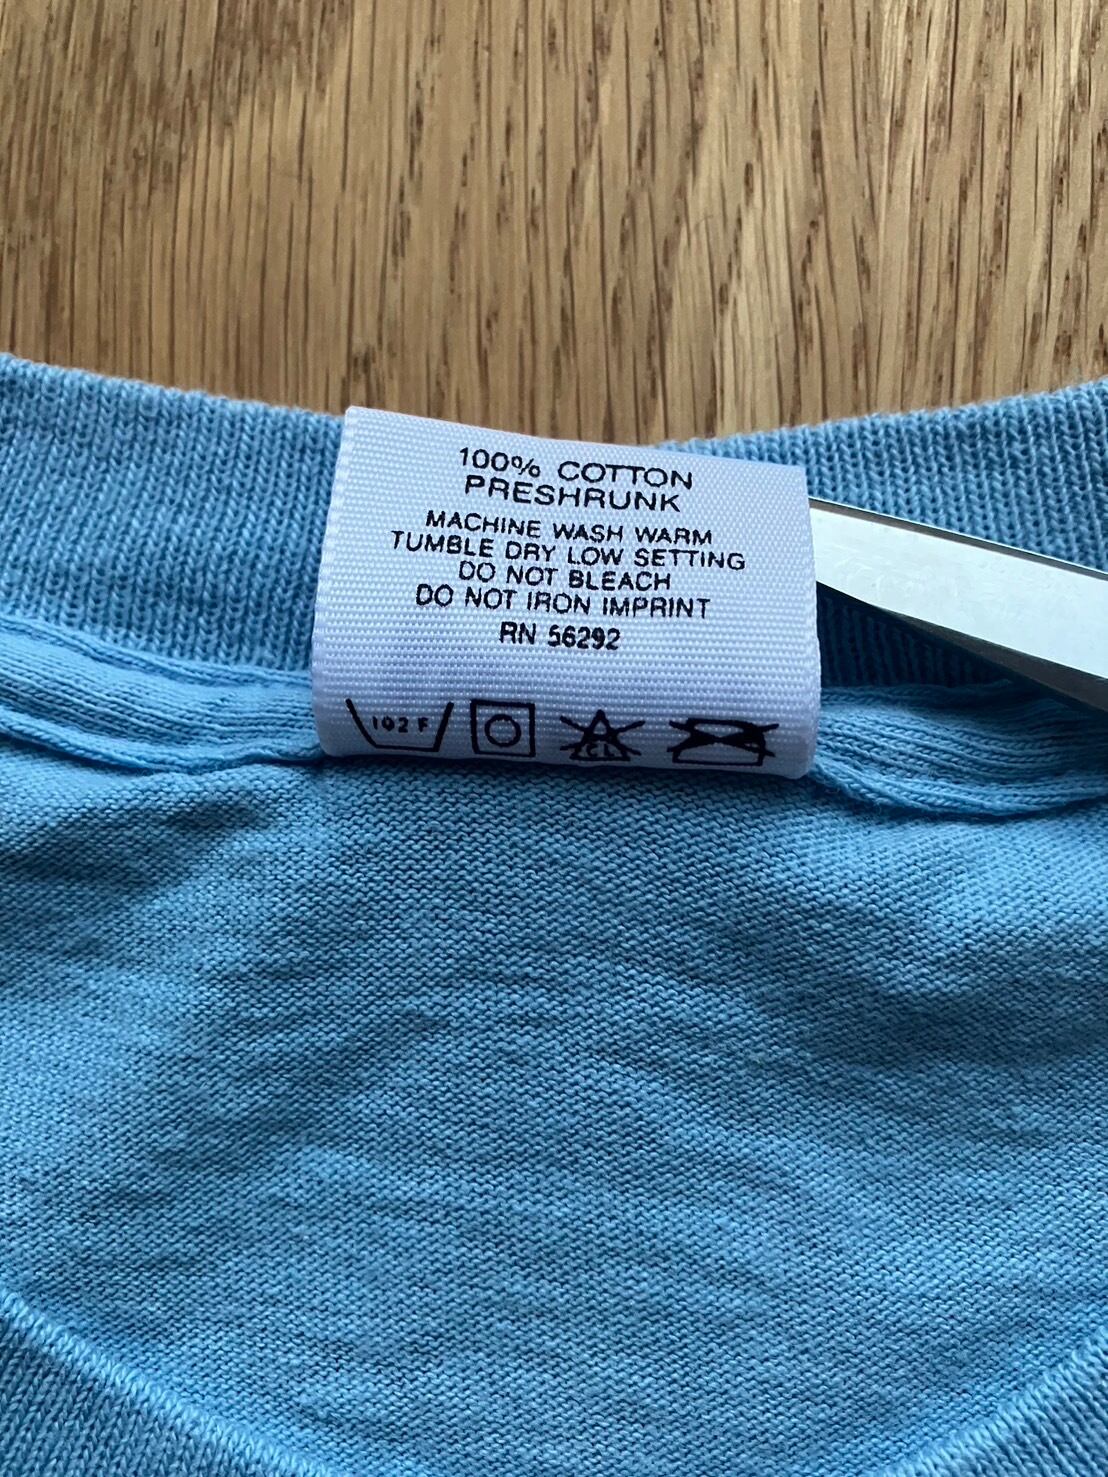 100% COTTON
PRESHRUNK
MACHINE WASH WARM
TUMBLE DRY LOW SETTING
DO NOT BLEACH
DO NOT IRON IMPRINT
RN 56292
102 F
CL